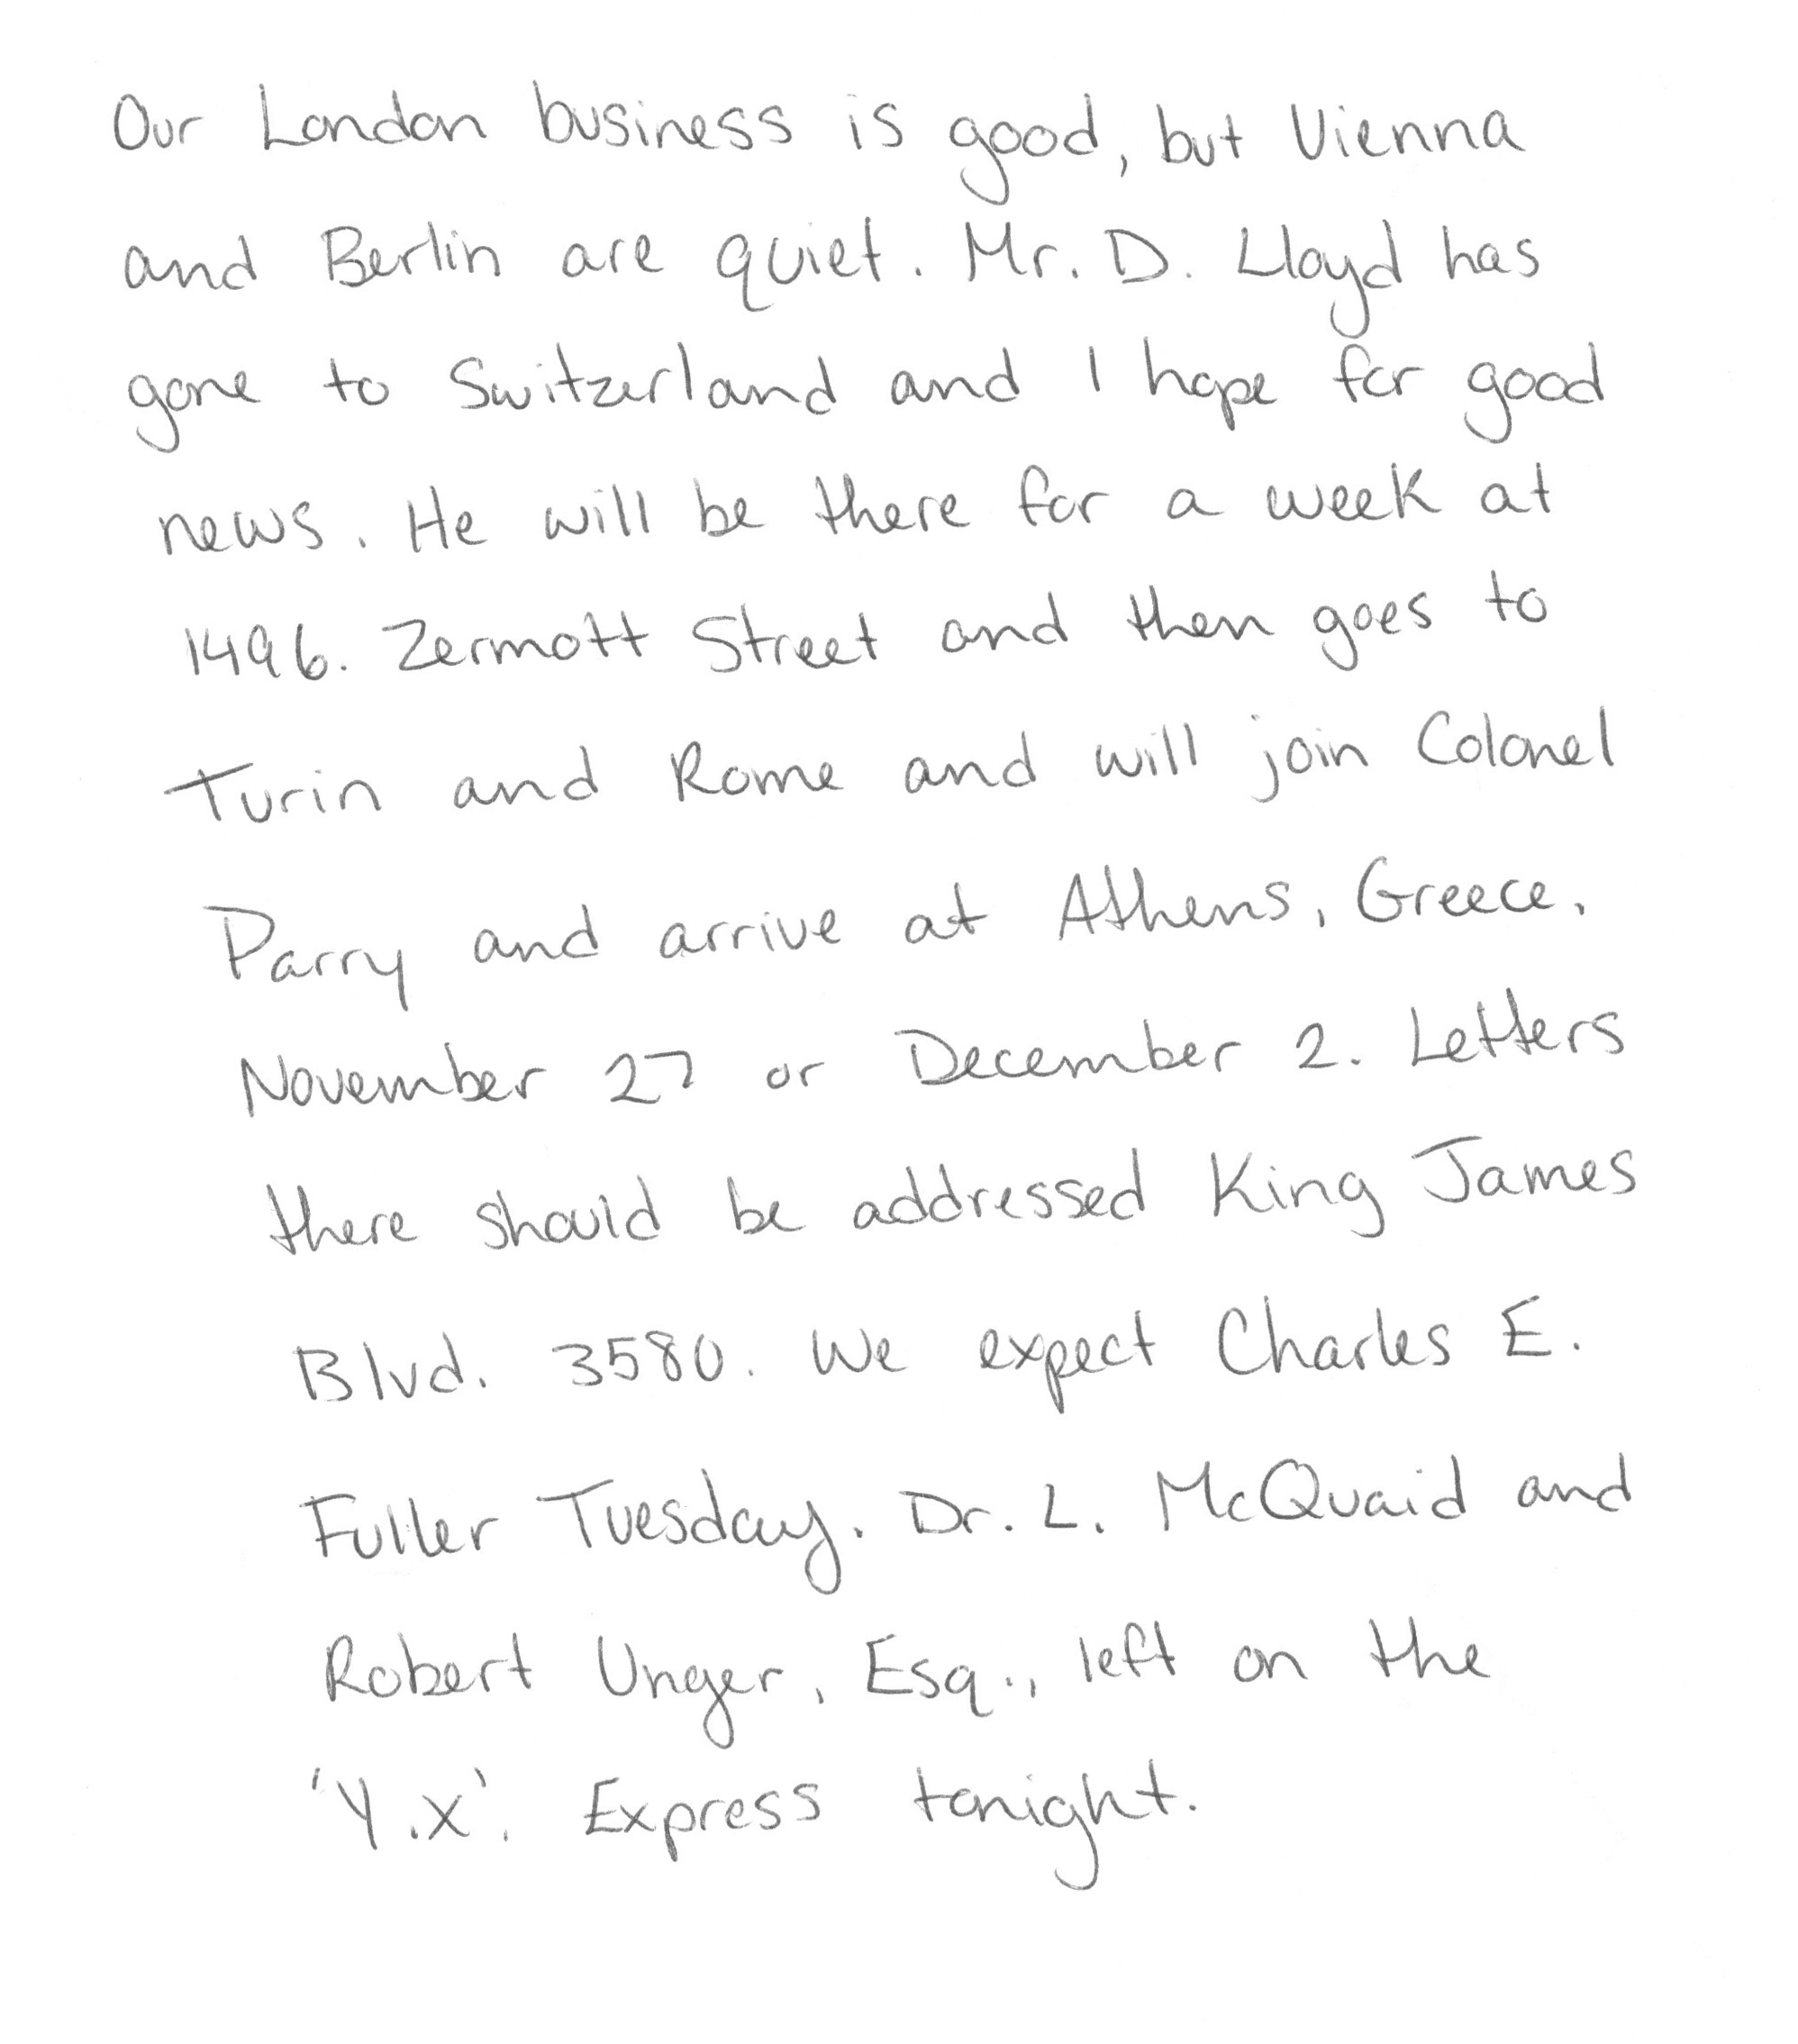 Our London business is good, but Vienna
and Berlin are quiet. Mr. D. Lloyd has
gone to Switzerland and I hope for good
news. He will be there for a week at
1496. Zermott Street and then goes to
Turin and Rome and will join Colonel
Parry and arrive at Athens, Greece,
November 27 or December 2. Letters
there should be addressed King James
Blvd. 3580. We expect Charles E.
Fuller Tuesday. Dr. L. McQuaid and
Robert Unger, Esq., left on the
'Y.X'. Express tonight.